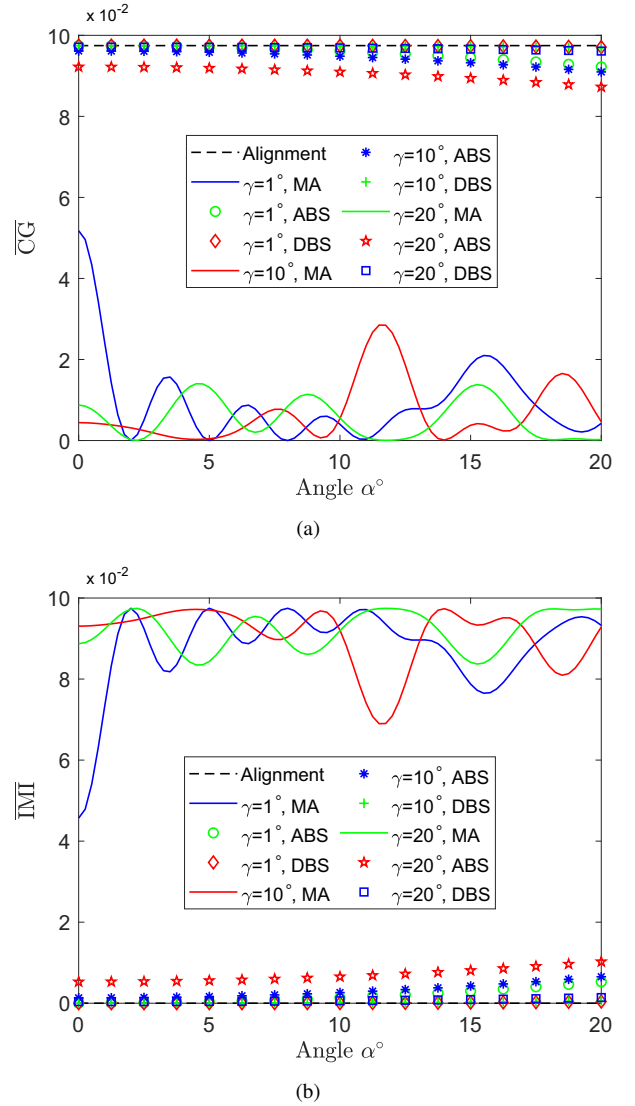 x 10⁻²
10
8
6
4
2
0
C̅G̅
Alignment
γ=1°, MA
γ=1°, ABS
γ=1°, DBS
γ=10°, MA
γ=10°, ABS
γ=10°, DBS
γ=20°, MA
γ=20°, ABS
γ=20°, DBS
0 5 10 15 20
Angle α°
(a)
x 10⁻²
10
8
6
4
2
0
I̅M̅I̅
Alignment
γ=1°, MA
γ=1°, ABS
γ=1°, DBS
γ=10°, MA
γ=10°, ABS
γ=10°, DBS
γ=20°, MA
γ=20°, ABS
γ=20°, DBS
0 5 10 15 20
Angle α°
(b)